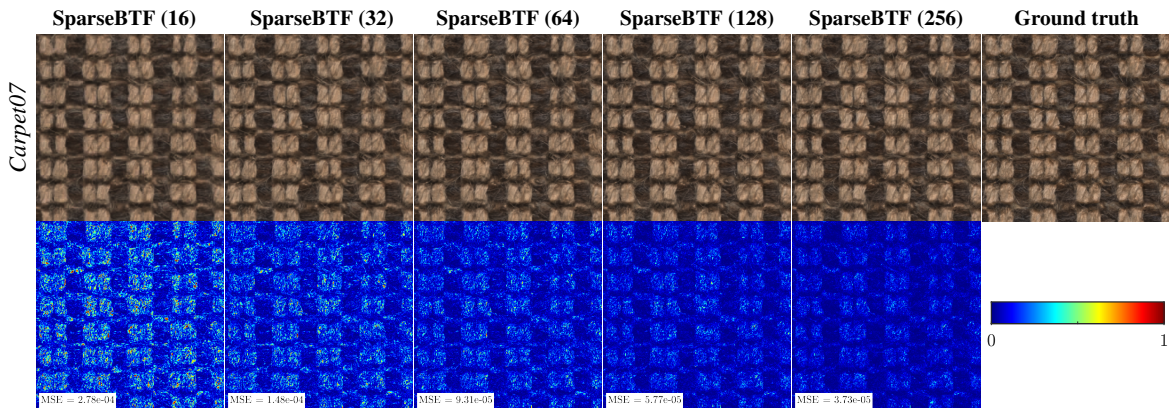 SparseBTF (16) SparseBTF (32) SparseBTF (64) SparseBTF (128) SparseBTF (256) Ground truth
Carpet07
MSE = 2.78e-04 MSE = 1.48e-04 MSE = 9.31e-05 MSE = 5.77e-05 MSE = 3.73e-05
0 1